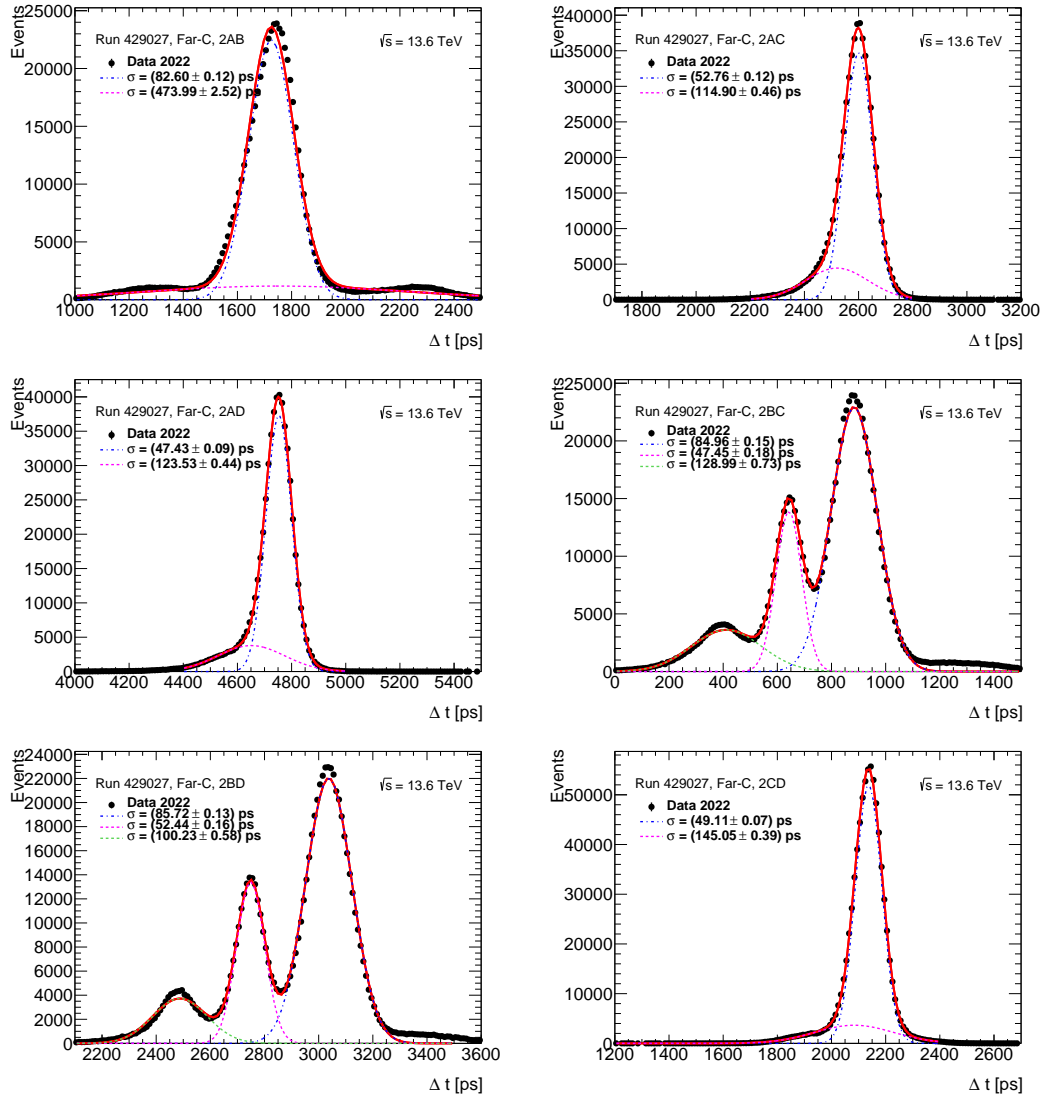 Events
25000
20000
15000
10000
5000
0
Run 429027, Far-C, 2AB
√s = 13.6 TeV
Data 2022
σ = (82.60 ± 0.12) ps
σ = (473.99 ± 2.52) ps
1000 1200 1400 1600 1800 2000 2200 2400
Δ t [ps]
Events
40000
35000
30000
25000
20000
15000
10000
5000
0
Run 429027, Far-C, 2AC
√s = 13.6 TeV
Data 2022
σ = (52.76 ± 0.12) ps
σ = (114.90 ± 0.46) ps
1800 2000 2200 2400 2600 2800 3000 3200
Δ t [ps]
Events
40000
35000
30000
25000
20000
15000
10000
5000
0
Run 429027, Far-C, 2AD
√s = 13.6 TeV
Data 2022
σ = (47.43 ± 0.09) ps
σ = (123.53 ± 0.44) ps
4000 4200 4400 4600 4800 5000 5200 5400
Δ t [ps]
Events
25000
20000
15000
10000
5000
0
Run 429027, Far-C, 2BC
√s = 13.6 TeV
Data 2022
σ = (84.96 ± 0.15) ps
σ = (47.45 ± 0.18) ps
σ = (128.99 ± 0.73) ps
0 200 400 600 800 1000 1200 1400
Δ t [ps]
Events
24000
22000
20000
18000
16000
14000
12000
10000
8000
6000
4000
2000
0
Run 429027, Far-C, 2BD
√s = 13.6 TeV
Data 2022
σ = (85.72 ± 0.13) ps
σ = (52.44 ± 0.16) ps
σ = (100.23 ± 0.58) ps
2200 2400 2600 2800 3000 3200 3400 3600
Δ t [ps]
Events
50000
40000
30000
20000
10000
0
Run 429027, Far-C, 2CD
√s = 13.6 TeV
Data 2022
σ = (49.11 ± 0.07) ps
σ = (145.05 ± 0.39) ps
1200 1400 1600 1800 2000 2200 2400 2600
Δ t [ps]